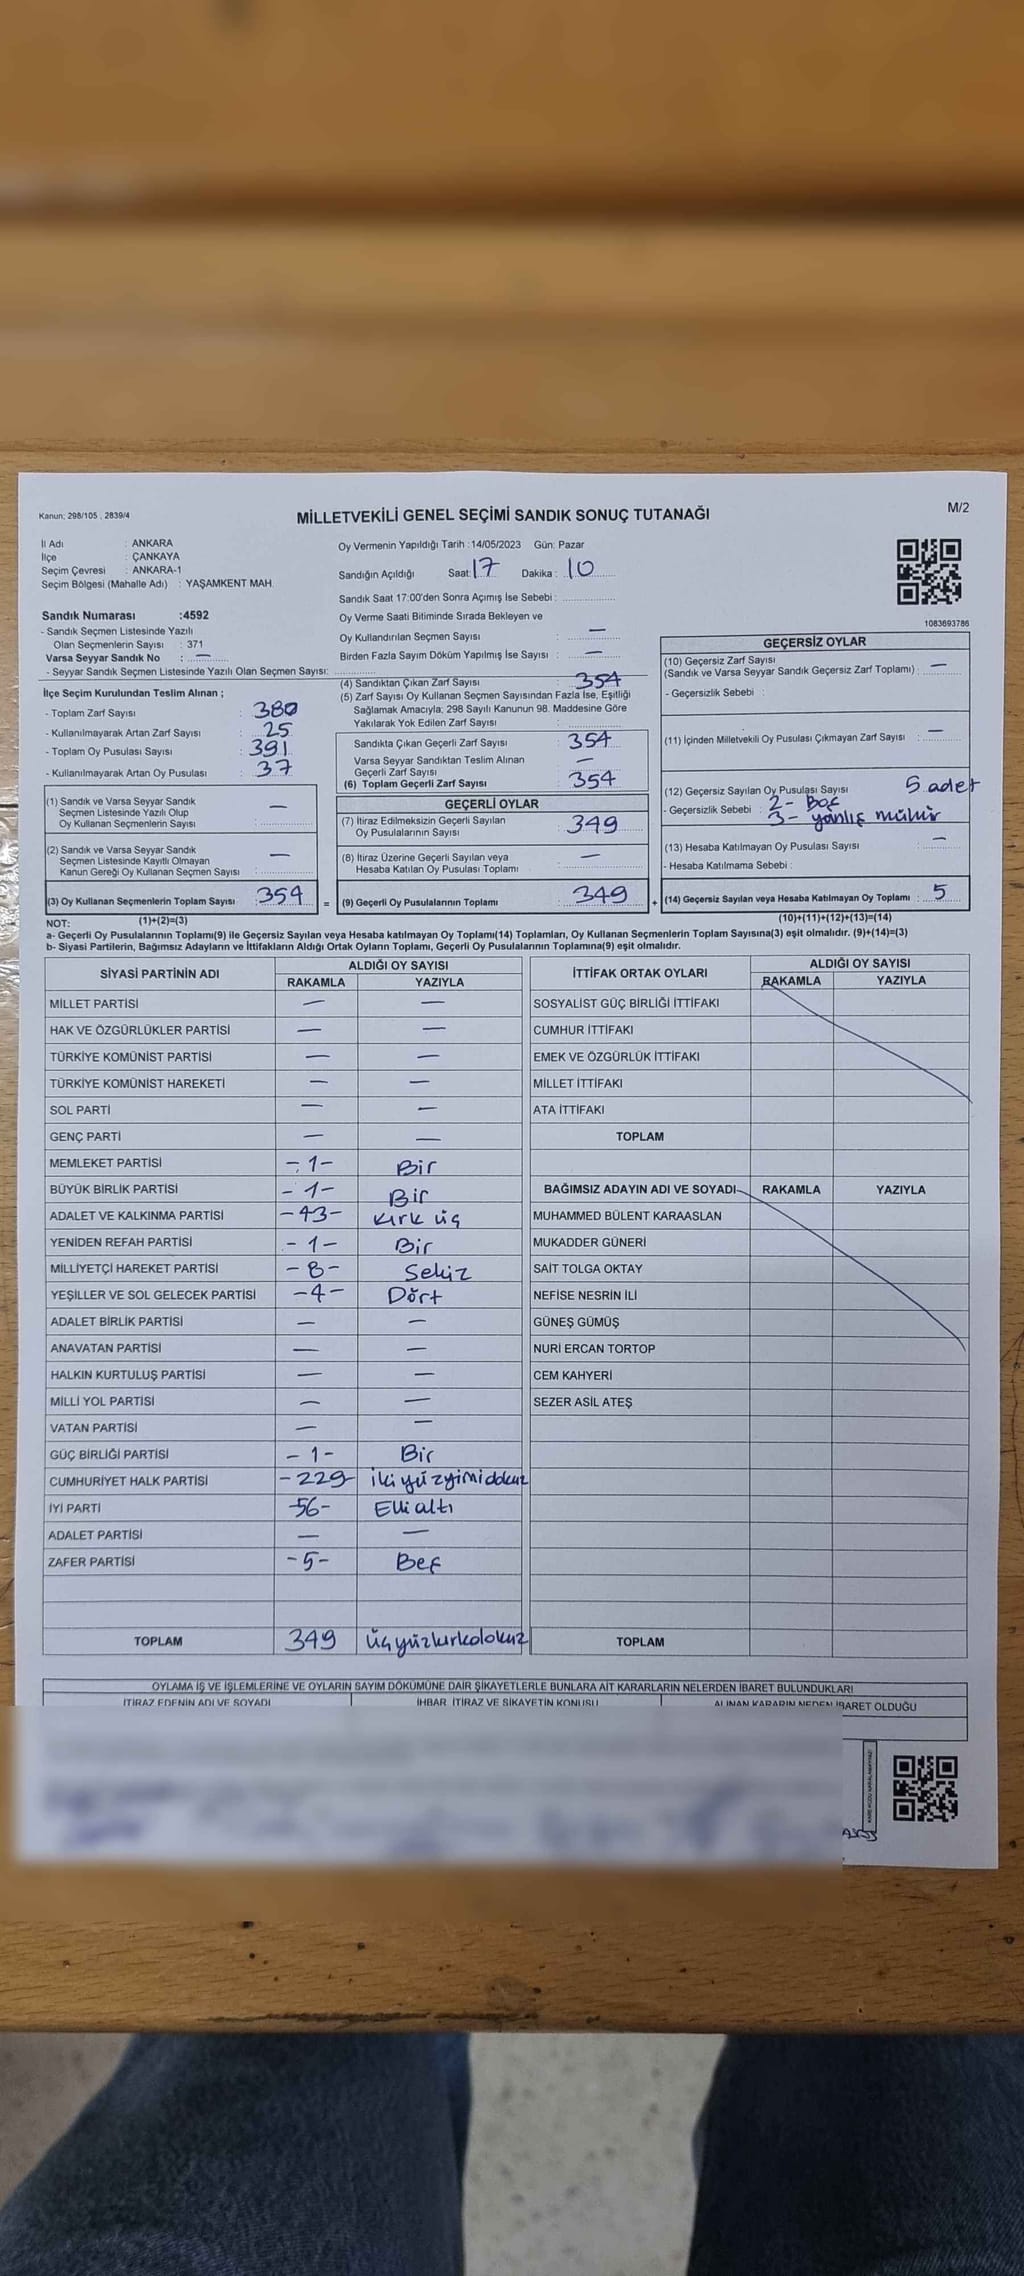 Kanun; 298/105 , 2839/4
MİLLETVEKİLİ GENEL SEÇİMİ SANDIK SONUÇ TUTANAĞI
M/2
İl Adı : ANKARA
İlçe : ÇANKAYA
Seçim Çevresi : ANKARA-1
Seçim Bölgesi (Mahalle Adı) : YAŞAMKENT MAH.
Oy Vermenin Yapıldığı Tarih :14/05/2023 Gün: Pazar
Sandığın Açıldığı Saat: 17 Dakika : 10
Sandık Saat 17:00'den Sonra Açımış İse Sebebi :
Oy Verme Saati Bitiminde Sırada Bekleyen ve
Oy Kullandırılan Seçmen Sayısı : —
Birden Fazla Sayım Döküm Yapılmış İse Sayısı : —
1083693786
Sandık Numarası :4592
- Sandık Seçmen Listesinde Yazılı
Olan Seçmenlerin Sayısı : 371
Varsa Seyyar Sandık No : —
- Seyyar Sandık Seçmen Listesinde Yazılı Olan Seçmen Sayısı:
İlçe Seçim Kurulundan Teslim Alınan ;
- Toplam Zarf Sayısı : 380
- Kullanılmayarak Artan Zarf Sayısı : 25
- Toplam Oy Pusulası Sayısı : 391
- Kullanılmayarak Artan Oy Pusulası : 37
(4) Sandıktan Çıkan Zarf Sayısı : 354
(5) Zarf Sayısı Oy Kullanan Seçmen Sayısından Fazla İse, Eşitliği
Sağlamak Amacıyla; 298 Sayılı Kanunun 98. Maddesine Göre
Yakılarak Yok Edilen Zarf Sayısı :
Sandıkta Çıkan Geçerli Zarf Sayısı : 354
Varsa Seyyar Sandıktan Teslim Alınan
Geçerli Zarf Sayısı : —
(6) Toplam Geçerli Zarf Sayısı : 354
GEÇERSİZ OYLAR
(10) Geçersiz Zarf Sayısı
(Sandık ve Varsa Seyyar Sandık Geçersiz Zarf Toplamı) : —
- Geçersizlik Sebebi :
(11) İçinden Milletvekili Oy Pusulası Çıkmayan Zarf Sayısı : —
(12) Geçersiz Sayılan Oy Pusulası Sayısı 5 adet
- Geçersizlik Sebebi : 2- Boş
3- yanlış mühür
(13) Hesaba Katılmayan Oy Pusulası Sayısı : —
- Hesaba Katılmama Sebebi :
(14) Geçersiz Sayılan veya Hesaba Katılmayan Oy Toplamı : 5
(10)+(11)+(12)+(13)=(14)
(1) Sandık ve Varsa Seyyar Sandık
Seçmen Listesinde Yazılı Olup
Oy Kullanan Seçmenlerin Sayısı : —
(2) Sandık ve Varsa Seyyar Sandık
Seçmen Listesinde Kayıtlı Olmayan
Kanun Gereği Oy Kullanan Seçmen Sayısı : —
(3) Oy Kullanan Seçmenlerin Toplam Sayısı : 354 =
(1)+(2)=(3)
GEÇERLİ OYLAR
(7) İtiraz Edilmeksizin Geçerli Sayılan
Oy Pusulalarının Sayısı : 349
(8) İtiraz Üzerine Geçerli Sayılan veya
Hesaba Katılan Oy Pusulası Toplamı : —
(9) Geçerli Oy Pusulalarının Toplamı : 349 +
NOT:
a- Geçerli Oy Pusulalarının Toplamı(9) ile Geçersiz Sayılan veya Hesaba katılmayan Oy Toplamı(14) Toplamları, Oy Kullanan Seçmenlerin Toplam Sayısına(3) eşit olmalıdır. (9)+(14)=(3)
b- Siyasi Partilerin, Bağımsız Adayların ve İttifakların Aldığı Ortak Oyların Toplamı, Geçerli Oy Pusulalarının Toplamına(9) eşit olmalıdır.
SİYASİ PARTİNİN ADI ALDIĞI OY SAYISI
RAKAMLA YAZIYLA
MİLLET PARTİSİ — —
HAK VE ÖZGÜRLÜKLER PARTİSİ — —
TÜRKİYE KOMÜNİST PARTİSİ — —
TÜRKİYE KOMÜNİST HAREKETİ — —
SOL PARTİ — —
GENÇ PARTİ — —
MEMLEKET PARTİSİ -1- Bir
BÜYÜK BİRLİK PARTİSİ -1- Bir
ADALET VE KALKINMA PARTİSİ -43- Kırk üç
YENİDEN REFAH PARTİSİ -1- Bir
MİLLİYETÇİ HAREKET PARTİSİ -8- Sekiz
YEŞİLLER VE SOL GELECEK PARTİSİ -4- Dört
ADALET BİRLİK PARTİSİ — —
ANAVATAN PARTİSİ — —
HALKIN KURTULUŞ PARTİSİ — —
MİLLİ YOL PARTİSİ — —
VATAN PARTİSİ — —
GÜÇ BİRLİĞİ PARTİSİ -1- Bir
CUMHURİYET HALK PARTİSİ -229- ikiyüzyimidokuz
İYİ PARTİ -56- Elli altı
ADALET PARTİSİ — —
ZAFER PARTİSİ -5- Beş
TOPLAM 349 üçyüzkırkdokuz
İTTİFAK ORTAK OYLARI ALDIĞI OY SAYISI
RAKAMLA YAZIYLA
SOSYALİST GÜÇ BİRLİĞİ İTTİFAKI
CUMHUR İTTİFAKI
EMEK VE ÖZGÜRLÜK İTTİFAKI
MİLLET İTTİFAKI
ATA İTTİFAKI
TOPLAM
BAĞIMSIZ ADAYIN ADI VE SOYADI RAKAMLA YAZIYLA
MUHAMMED BÜLENT KARAASLAN
MUKADDER GÜNERİ
SAİT TOLGA OKTAY
NEFİSE NESRİN İLİ
GÜNEŞ GÜMÜŞ
NURİ ERCAN TORTOP
CEM KAHYERİ
SEZER ASİL ATEŞ
TOPLAM
OYLAMA İŞ VE İŞLEMLERİNE VE OYLARIN SAYIM DÖKÜMÜNE DAİR ŞİKAYETLERLE BUNLARA AİT KARARLARIN NELERDEN İBARET BULUNDUKLARI
İTİRAZ EDENİN ADI VE SOYADI İHBAR, İTİRAZ VE ŞİKAYETİN KONUSU ALINAN KARARIN NEDEN İBARET OLDUĞU